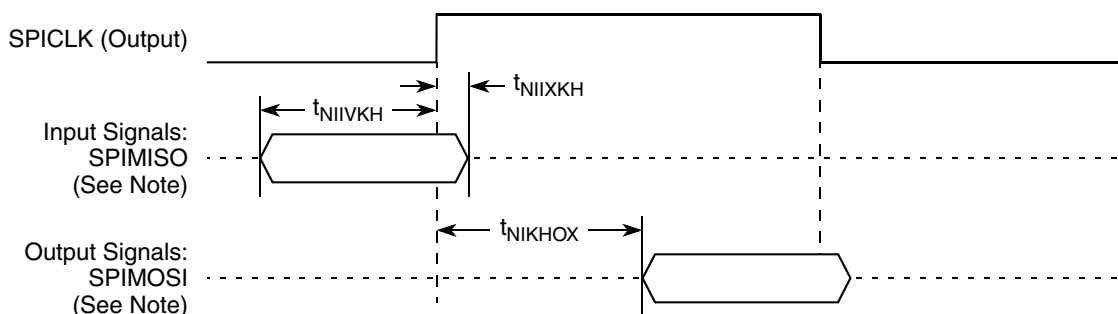 SPICLK (Output)
tNIIXKH
tNIIVKH
Input Signals:
SPIMISO
(See Note)
tNIKHOX
Output Signals:
SPIMOSI
(See Note)